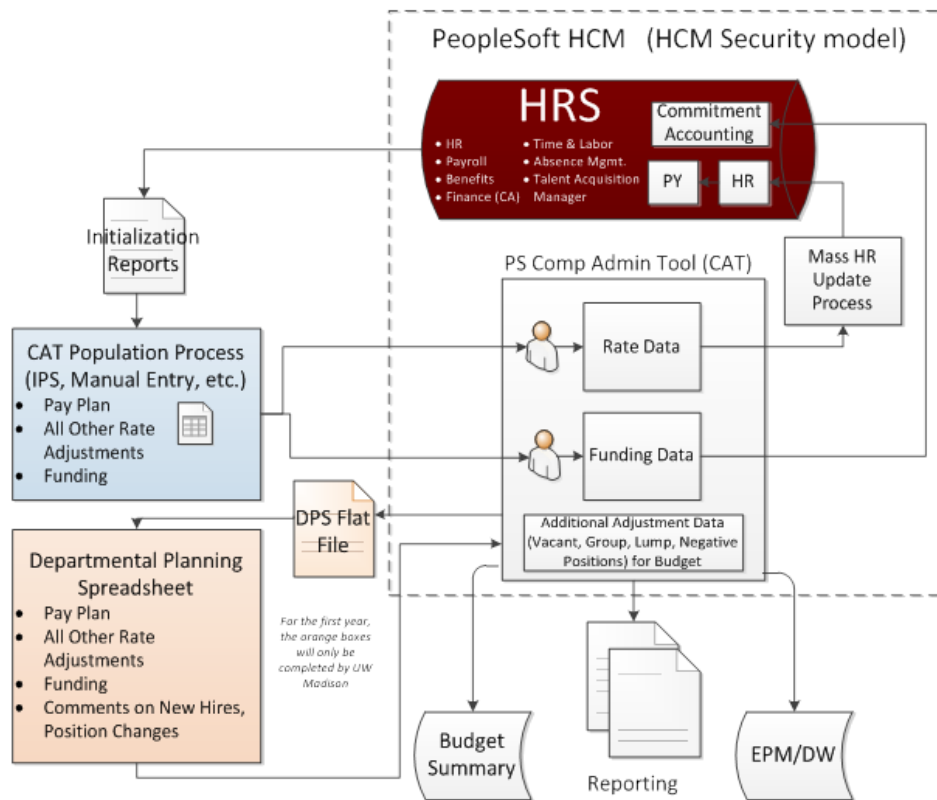 PeopleSoft HCM (HCM Security model)
HRS
• HR
• Payroll
• Benefits
• Finance (CA)
• Time & Labor
• Absence Mgmt.
• Talent Acquisition
Manager
Commitment
Accounting
PY
HR
Initialization
Reports
PS Comp Admin Tool (CAT)
Mass HR
Update
Process
CAT Population Process
(IPS, Manual Entry, etc.)
• Pay Plan
• All Other Rate
Adjustments
• Funding
Rate Data
Funding Data
DPS Flat
File
Additional Adjustment Data
(Vacant, Group, Lump, Negative
Positions) for Budget
Departmental Planning
Spreadsheet
• Pay Plan
• All Other Rate
Adjustments
• Funding
• Comments on New Hires,
Position Changes
For the first year,
the orange boxes
will only be
completed by UW
Madison
Budget
Summary
Reporting
EPM/DW